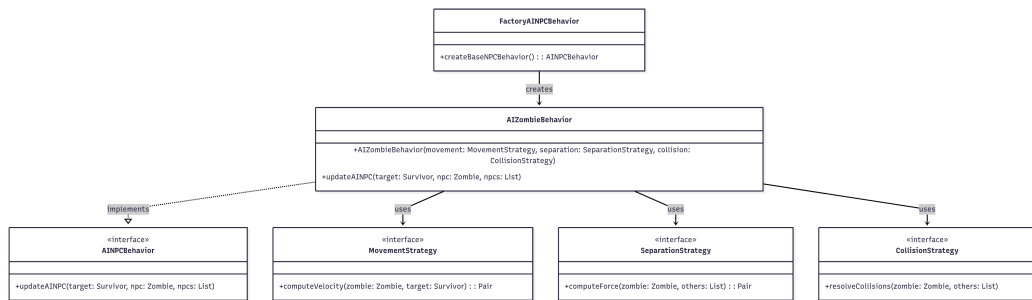 FactoryAINPCBehavior
+createBaseNPCBehavior() : : AINPCBehavior
creates
AIZombieBehavior
+AIZombieBehavior(movement: MovementStrategy, separation: SeparationStrategy, collision:
CollisionStrategy)
+updateAINPC(target: Survivor, npc: Zombie, npcs: List)
Implements
uses
uses
uses
«interface»
AINPCBehavior
+updateAINPC(target: Survivor, npc: Zombie, npcs: List)
«interface»
MovementStrategy
+computeVelocity(zombie: Zombie, target: Survivor) : : Pair
«interface»
SeparationStrategy
+computeForce(zombie: Zombie, others: List) : : Pair
«interface»
CollisionStrategy
+resolveCollisions(zombie: Zombie, others: List)